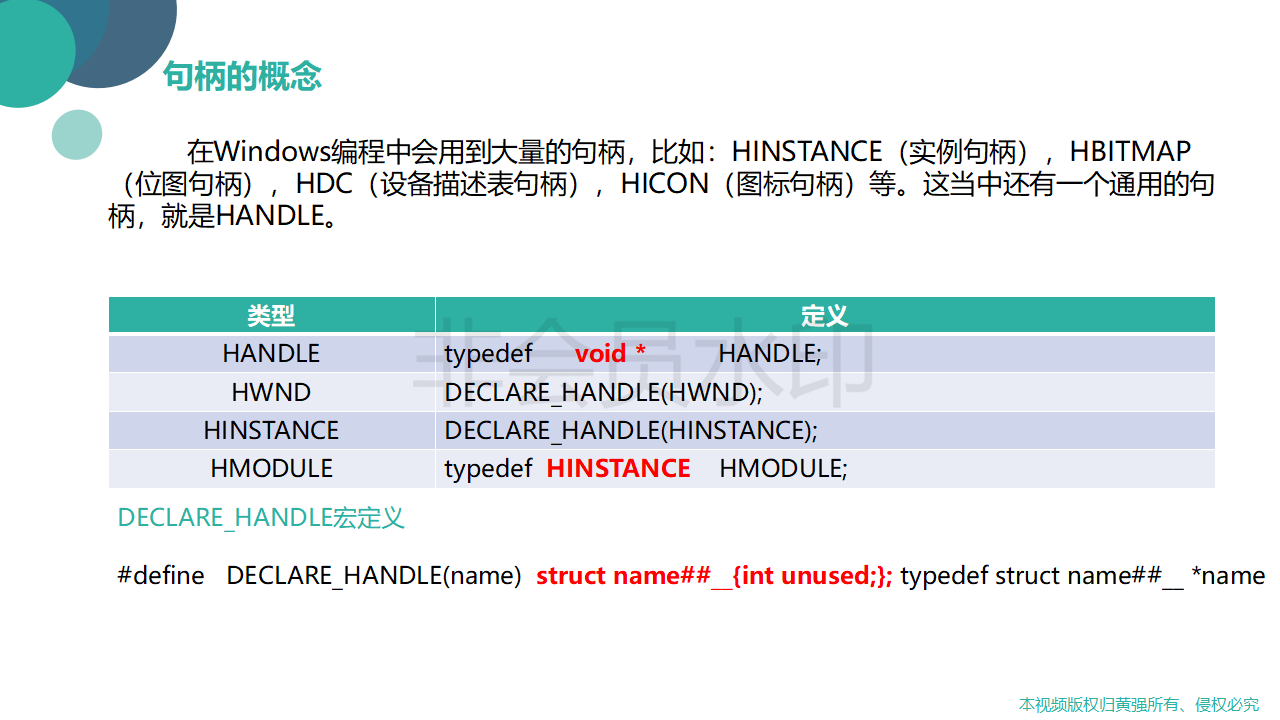 句柄的概念
在Windows编程中会用到大量的句柄，比如：HINSTANCE（实例句柄），HBITMAP
（位图句柄），HDC（设备描述表句柄），HICON（图标句柄）等。这当中还有一个通用的句
柄，就是HANDLE。
类型 定义
HANDLE typedef void * HANDLE;
HWND DECLARE_HANDLE(HWND);
HINSTANCE DECLARE_HANDLE(HINSTANCE);
HMODULE typedef HINSTANCE HMODULE;
非会员水印
DECLARE_HANDLE宏定义
#define DECLARE_HANDLE(name) struct name##__{int unused;}; typedef struct name##__ *name
本视频版权归黄强所有、侵权必究